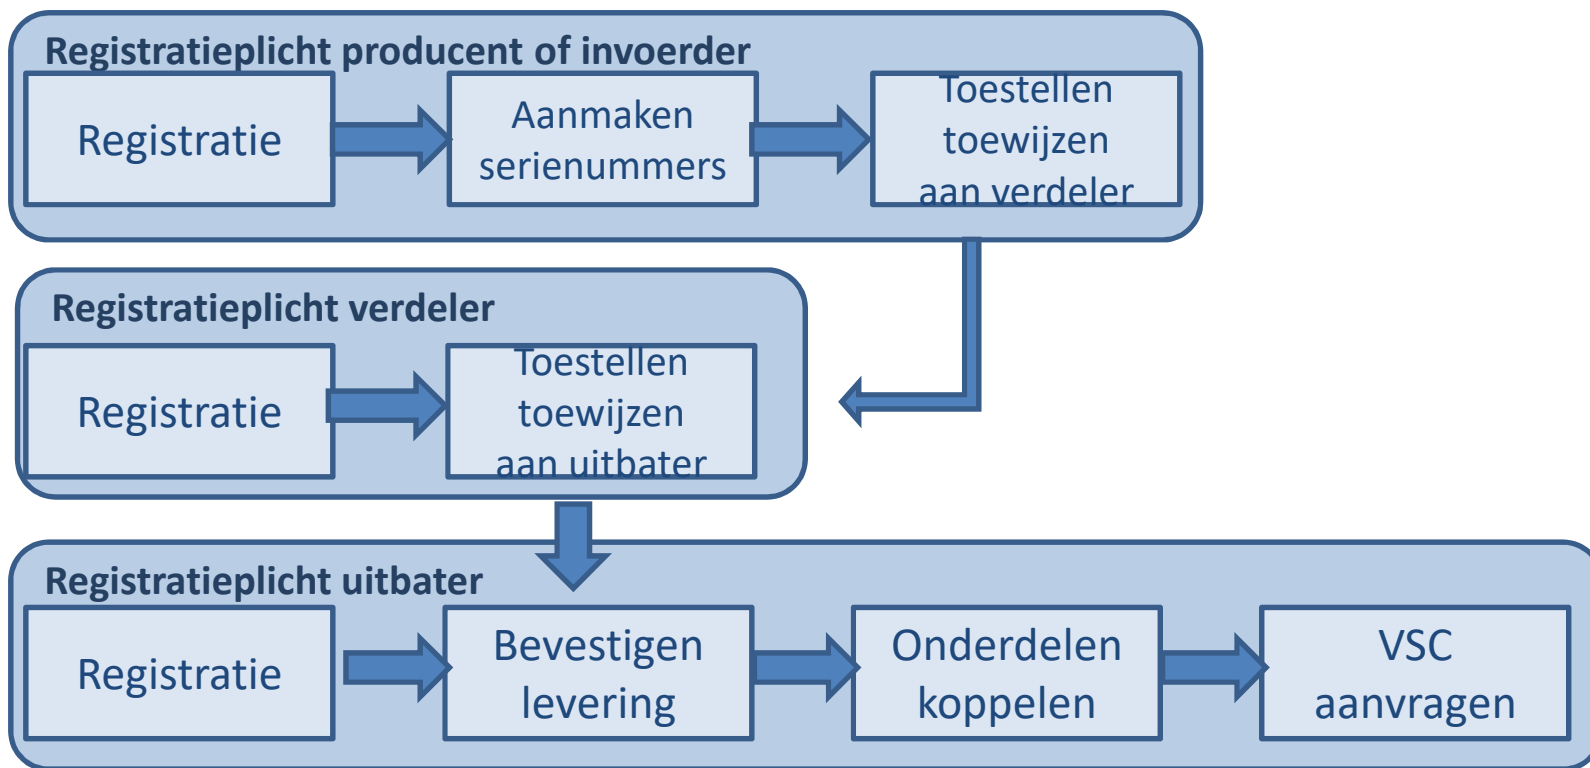 Registratieplicht producent of invoerder
Registratie
Aanmaken
serienummers
Toestellen
toewijzen
aan verdeler
Registratieplicht verdeler
Registratie
Toestellen
toewijzen
aan uitbater
Registratieplicht uitbater
Registratie
Bevestigen
levering
Onderdelen
koppelen
VSC
aanvragen